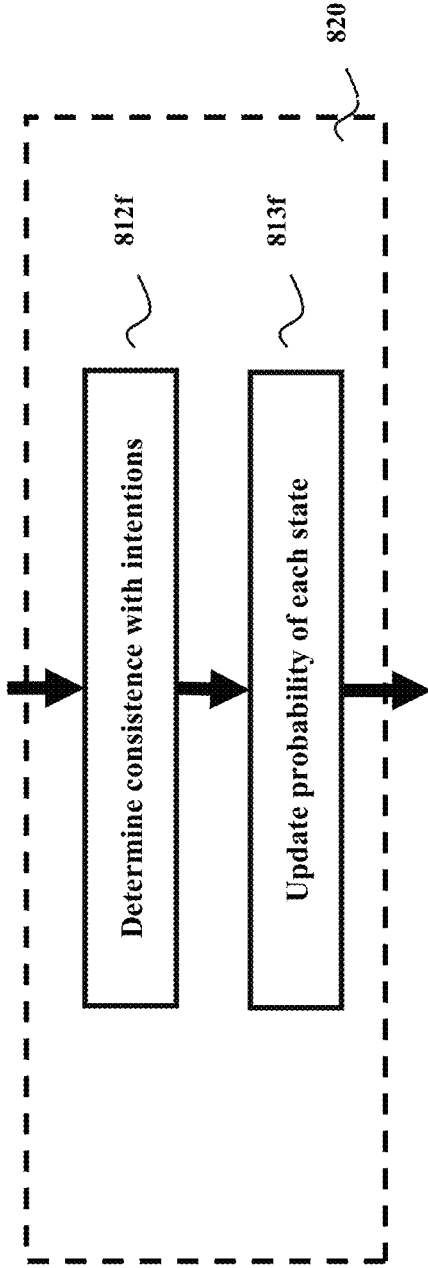 820
812f
Determine consistence with intentions
813f
Update probability of each state